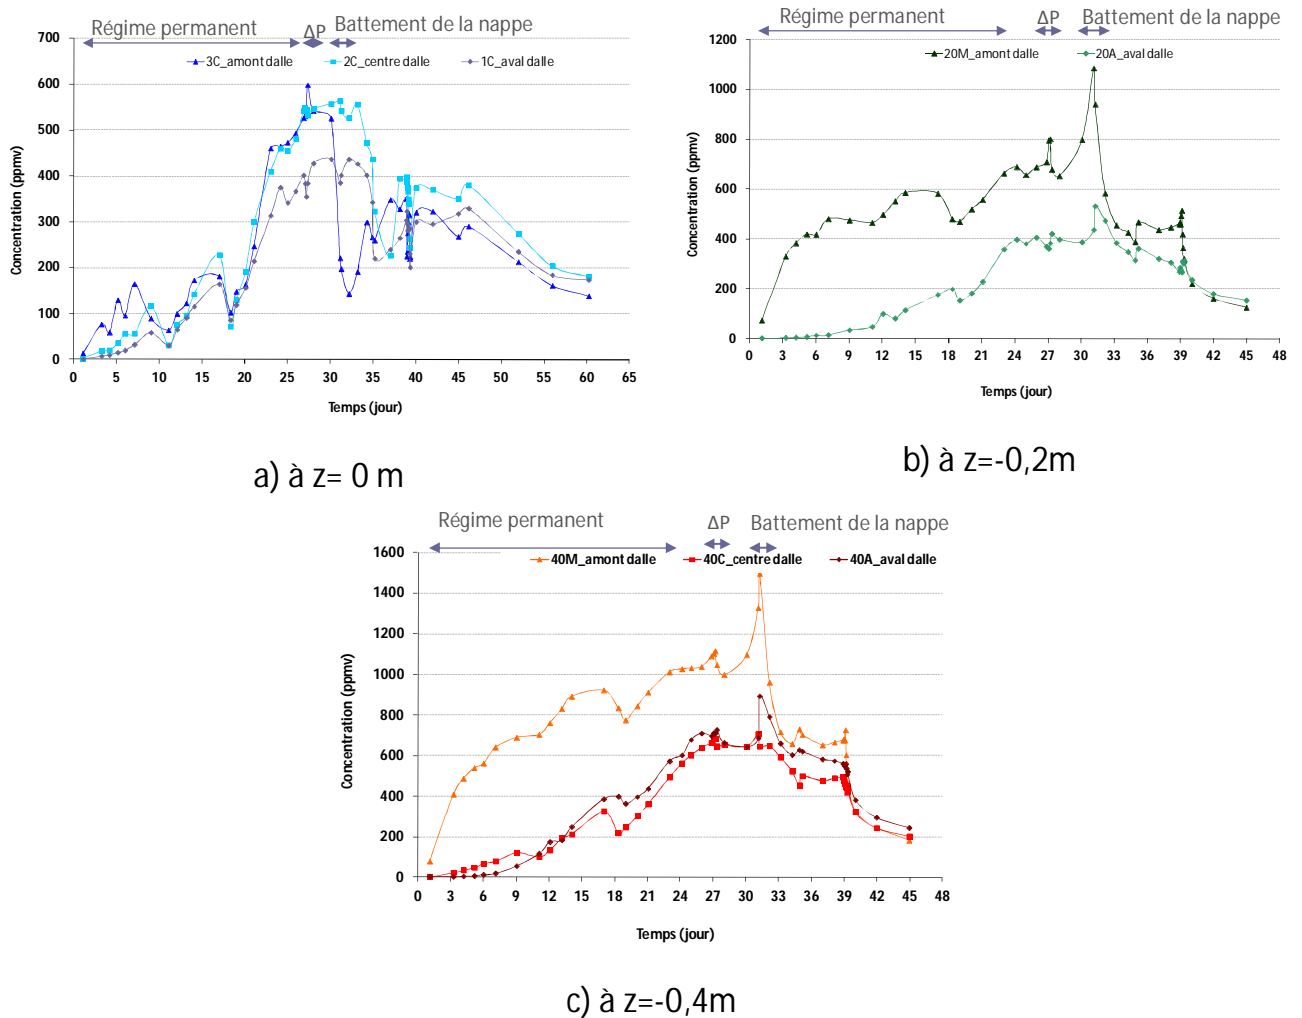 Régime permanent
ΔP
Battement de la nappe
3C_amont dalle
2C_centre dalle
1C_aval dalle
Concentration (ppmv)
700
600
500
400
300
200
100
0
0 5 10 15 20 25 30 35 40 45 50 55 60 65
Temps (jour)
a) à z= 0 m
Régime permanent
ΔP
Battement de la nappe
20M_amont dalle
20A_aval dalle
Concentration (ppmv)
1200
1000
800
600
400
200
0
0 3 6 9 12 15 18 21 24 27 30 33 36 39 42 45 48
Temps (jour)
b) à z=-0,2m
Régime permanent
ΔP
Battement de la nappe
40M_amont dalle
40C_centre dalle
40A_aval dalle
Concentration (ppmv)
1600
1400
1200
1000
800
600
400
200
0
0 3 6 9 12 15 18 21 24 27 30 33 36 39 42 45 48
Temps (jour)
c) à z=-0,4m